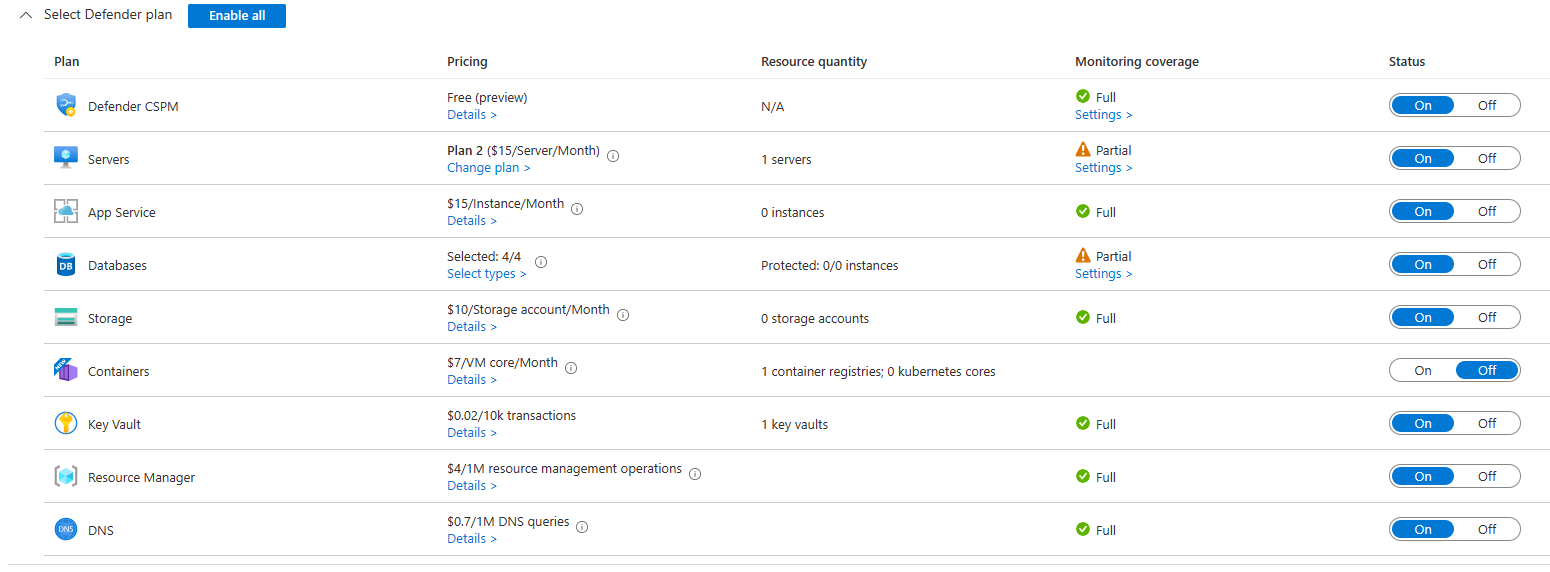 Select Defender plan Enable all
Plan Pricing Resource quantity Monitoring coverage Status
Defender CSPM Free (preview) Details > N/A Full Settings > On Off
Servers Plan 2 ($15/Server/Month) Change plan > 1 servers Partial Settings > On Off
App Service $15/Instance/Month Details > 0 instances Full On Off
DB Databases Selected: 4/4 Select types > Protected: 0/0 instances Partial Settings > On Off
Storage $10/Storage account/Month Details > 0 storage accounts Full On Off
Containers $7/VM core/Month Details > 1 container registries; 0 kubernetes cores On Off
Key Vault $0.02/10k transactions Details > 1 key vaults Full On Off
Resource Manager $4/1M resource management operations Details > Full On Off
DNS DNS $0.7/1M DNS queries Details > Full On Off